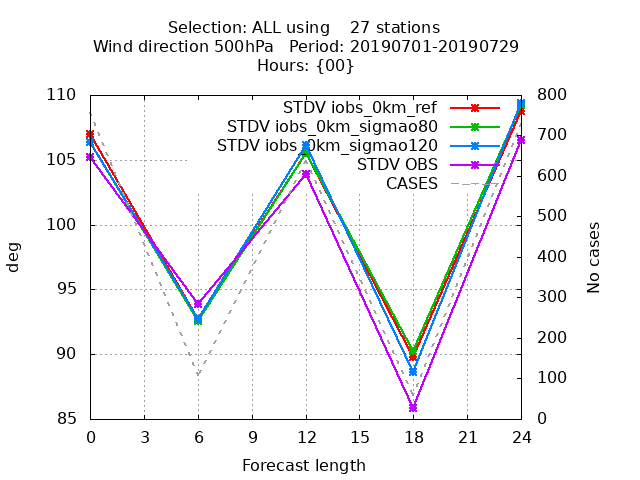 Selection: ALL using    27 stations
Wind direction 500hPa   Period: 20190701-20190729
Hours: {00}
STDV iobs_0km_ref
STDV iobs_0km_sigmao80
STDV iobs_0km_sigmao120
STDV OBS
CASES
110
105
100
95
90
85
deg
800
700
600
500
400
300
200
100
0
No cases
0 3 6 9 12 15 18 21 24
Forecast length